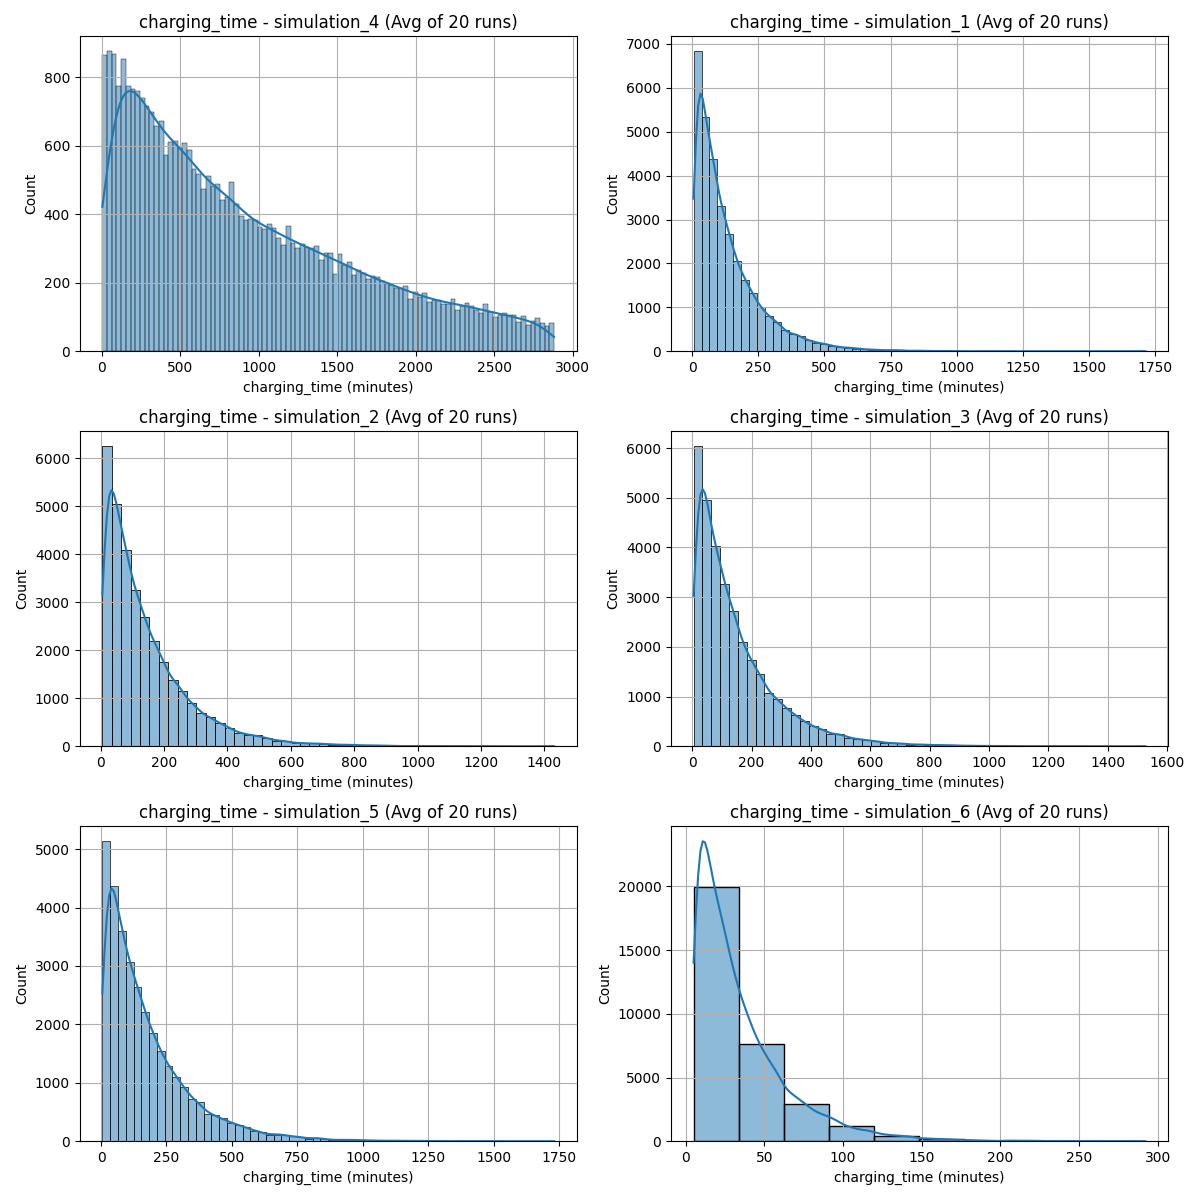 charging_time - simulation_4 (Avg of 20 runs)
800
600
400
200
0
Count
0 500 1000 1500 2000 2500 3000
charging_time (minutes)
charging_time - simulation_1 (Avg of 20 runs)
7000
6000
5000
4000
3000
2000
1000
0
Count
0 250 500 750 1000 1250 1500 1750
charging_time (minutes)
charging_time - simulation_2 (Avg of 20 runs)
6000
5000
4000
3000
2000
1000
0
Count
0 200 400 600 800 1000 1200 1400
charging_time (minutes)
charging_time - simulation_3 (Avg of 20 runs)
6000
5000
4000
3000
2000
1000
0
Count
0 200 400 600 800 1000 1200 1400 1600
charging_time (minutes)
charging_time - simulation_5 (Avg of 20 runs)
5000
4000
3000
2000
1000
0
Count
0 250 500 750 1000 1250 1500 1750
charging_time (minutes)
charging_time - simulation_6 (Avg of 20 runs)
20000
15000
10000
5000
0
Count
0 50 100 150 200 250 300
charging_time (minutes)